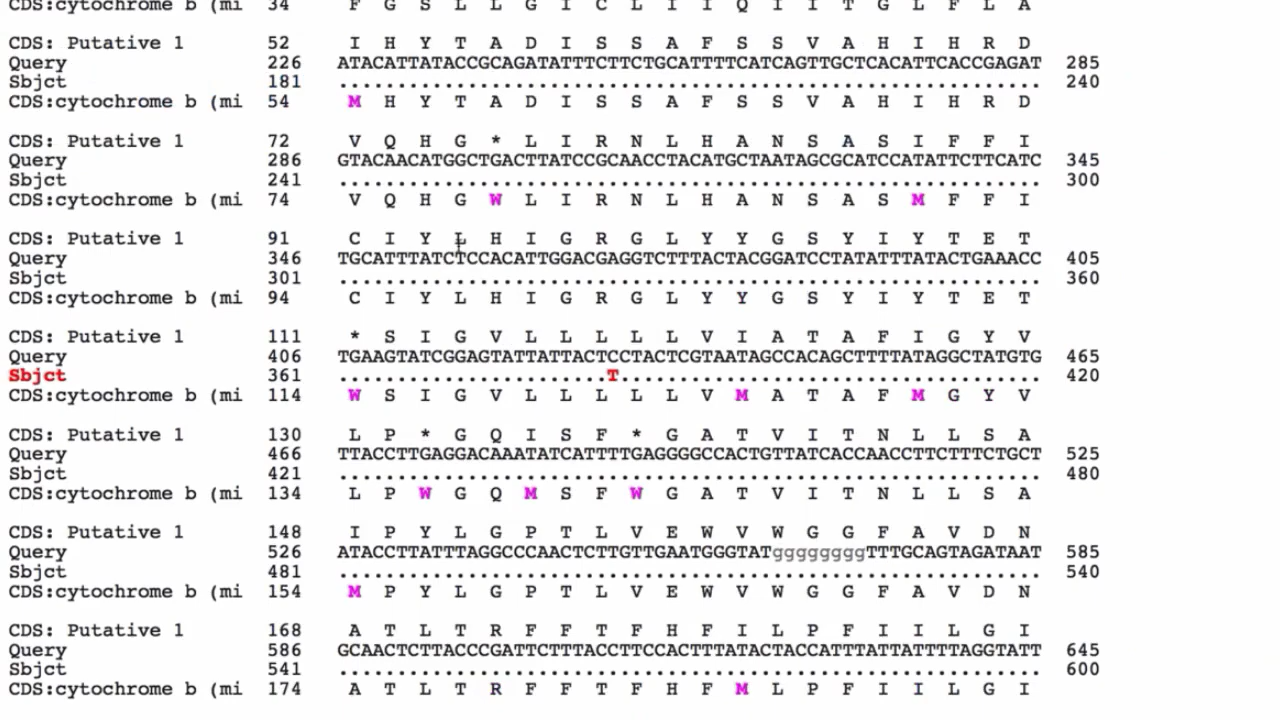 CDS:cytochrome b (mi 34 F G S L L G I C L I I Q I I T G L F L A
CDS: Putative 1 52 I H Y T A D I S S A F S S V A H I H R D
Query 226 ATACATTATACCGCAGATATTTCTTCTGCATTTTCATCAGTTGCTCACATTCACCGAGAT 285
Sbjct 181 ............................................................ 240
CDS:cytochrome b (mi 54 M H Y T A D I S S A F S S V A H I H R D
CDS: Putative 1 72 V Q H G * L I R N L H A N S A S I F F I
Query 286 GTACAACATGGCTGACTTATCCGCAACCTACATGCTAATAGCGCATCCATATTCTTCATC 345
Sbjct 241 ............................................................ 300
CDS:cytochrome b (mi 74 V Q H G W L I R N L H A N S A S M F F I
CDS: Putative 1 91 C I Y L H I G R G L Y Y G S Y I Y T E T
Query 346 TGCATTTATCTCCACATTGGACGAGGTCTTTACTACGGATCCTATATTTATACTGAAACC 405
Sbjct 301 ............................................................ 360
CDS:cytochrome b (mi 94 C I Y L H I G R G L Y Y G S Y I Y T E T
CDS: Putative 1 111 * S I G V L L L L L V I A T A F I G Y V
Query 406 TGAAGTATCGGAGTATTATTACTCCTACTCGTAATAGCCACAGCTTTTATAGGCTATGTG 465
Sbjct 361 .......................T.................................... 420
CDS:cytochrome b (mi 114 W S I G V L L L L L V M A T A F M G Y V
CDS: Putative 1 130 L P * G Q I S F * G A T V I T N L L S A
Query 466 TTACCTTGAGGACAAATATCATTTTGAGGGGCCACTGTTATCACCAACCTTCTTTCTGCT 525
Sbjct 421 ............................................................ 480
CDS:cytochrome b (mi 134 L P W G Q M S F W G A T V I T N L L S A
CDS: Putative 1 148 I P Y L G P T L V E W V W G G F A V D N
Query 526 ATACCTTATTTAGGCCCAACTCTTGTTGAATGGGTATggggggggTTTGCAGTAGATAAT 585
Sbjct 481 ............................................................ 540
CDS:cytochrome b (mi 154 M P Y L G P T L V E W V W G G F A V D N
CDS: Putative 1 168 A T L T R F F T F H F I L P F I I L G I
Query 586 GCAACTCTTACCCGATTCTTTACCTTCCACTTTATACTACCATTTATTATTTTAGGTATT 645
Sbjct 541 ............................................................ 600
CDS:cytochrome b (mi 174 A T L T R F F T F H F M L P F I I L G I